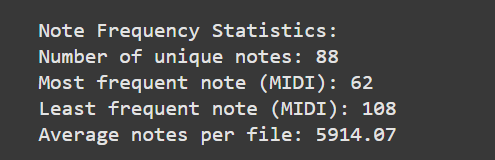 Note Frequency Statistics:
Number of unique notes: 88
Most frequent note (MIDI): 62
Least frequent note (MIDI): 108
Average notes per file: 5914.07